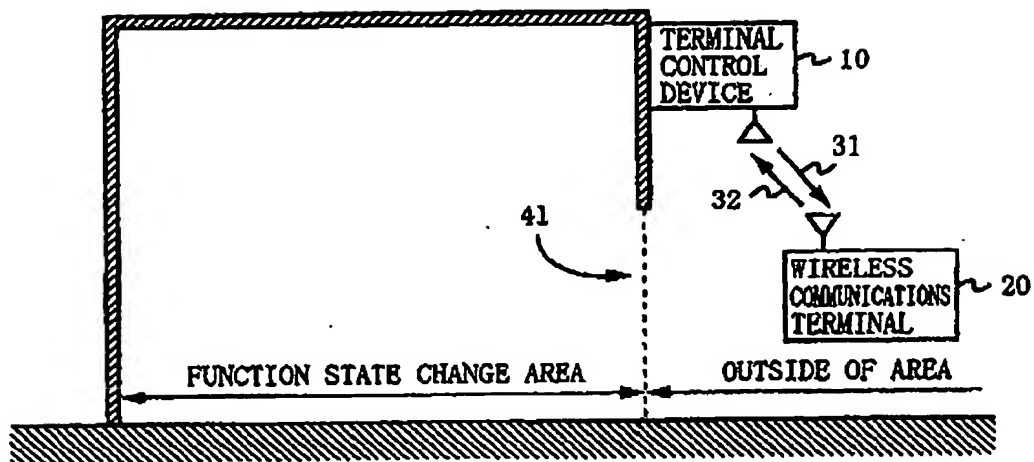 TERMINAL
CONTROL
DEVICE
10
31
32
41
WIRELESS
COMMUNICATIONS
TERMINAL
20
FUNCTION STATE CHANGE AREA
OUTSIDE OF AREA